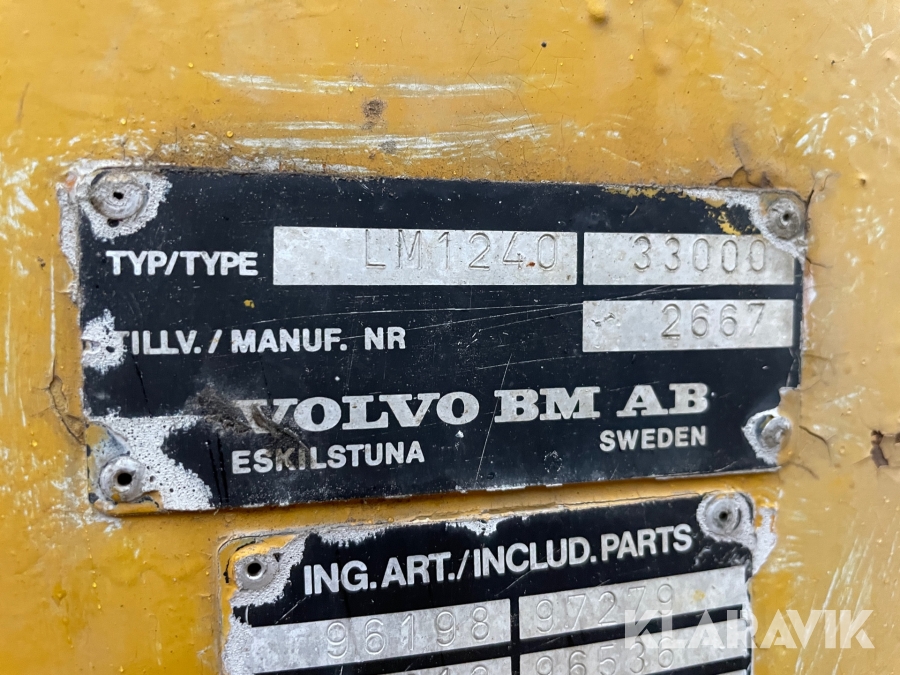 TYP/TYPE LM1240 33000
TILLV./MANUF. NR 2667
VOLVO BM AB
ESKILSTUNA SWEDEN
ING.ART./INCLUD.PARTS
96198 97279
96536
KLARAVIK